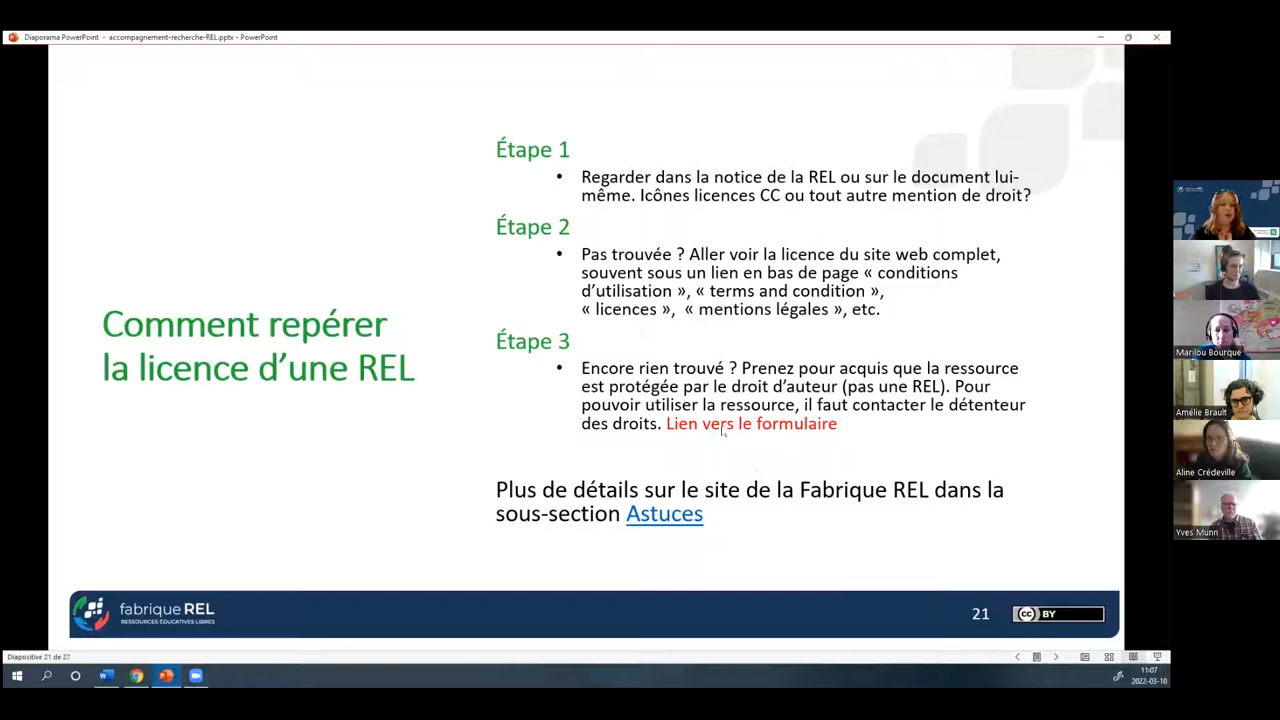 Diaporama PowerPoint - accompagnement-recherche-REL.pptx - PowerPoint
Comment repérer
la licence d’une REL
Étape 1
• Regarder dans la notice de la REL ou sur le document lui-
même. Icônes licences CC ou tout autre mention de droit?
Étape 2
• Pas trouvée ? Aller voir la licence du site web complet,
souvent sous un lien en bas de page « conditions
d’utilisation », « terms and condition »,
« licences », « mentions légales », etc.
Étape 3
• Encore rien trouvé ? Prenez pour acquis que la ressource
est protégée par le droit d’auteur (pas une REL). Pour
pouvoir utiliser la ressource, il faut contacter le détenteur
des droits. Lien vers le formulaire
Plus de détails sur le site de la Fabrique REL dans la
sous-section Astuces
fabrique REL
RESSOURCES ÉDUCATIVES LIBRES
21
cc BY
Marilou Bourque
Amélie Brault
Aline Crédeville
Yves Munn
Diapositive 21 de 27
11:07
2022-03-10